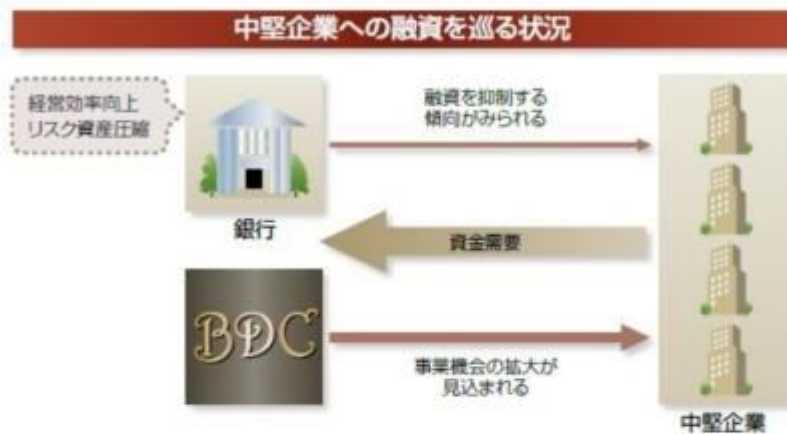 中堅企業への融資を巡る状況
経営効率向上
リスク資産圧縮
融資を抑制する
傾向がみられる
銀行
資金需要
BDC
事業機会の拡大が
見込まれる
中堅企業